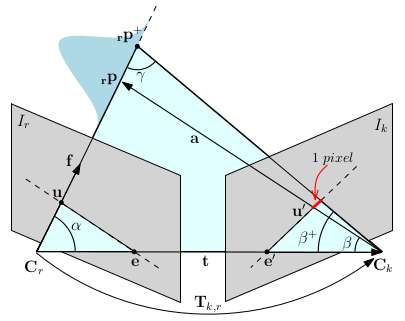 ᵣp⁺
γ
ᵣp
Iᵣ
Iₖ
a
1 pixel
f
u
u′
α
β⁺
β
e
e′
Cᵣ
t
Cₖ
Tₖ,ᵣ